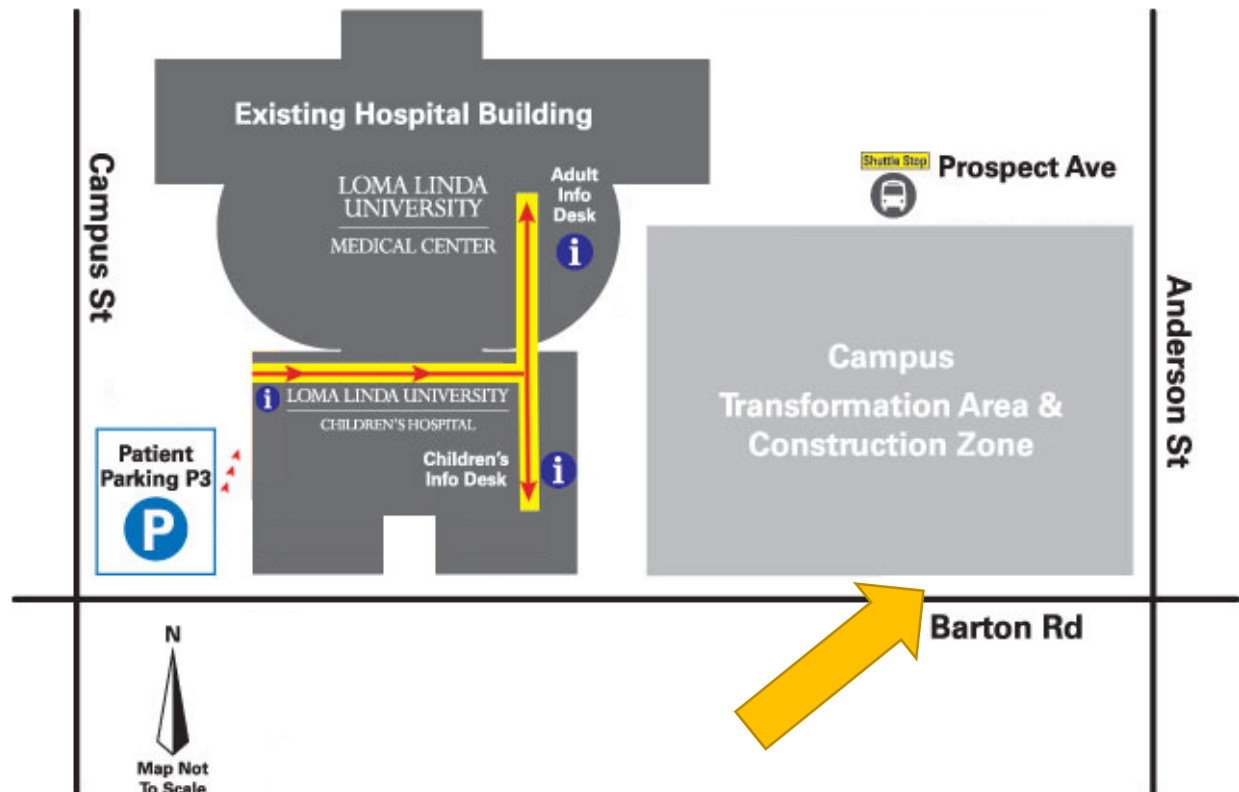 Existing Hospital Building
LOMA LINDA
UNIVERSITY
MEDICAL CENTER
Adult
Info
Desk
i
Campus St
Shuttle Stop
Prospect Ave
Anderson St
Campus
Transformation Area &
Construction Zone
i
LOMA LINDA UNIVERSITY
CHILDREN'S HOSPITAL
Children's
Info Desk
i
Patient
Parking P3
P
Barton Rd
N
Map Not
To Scale